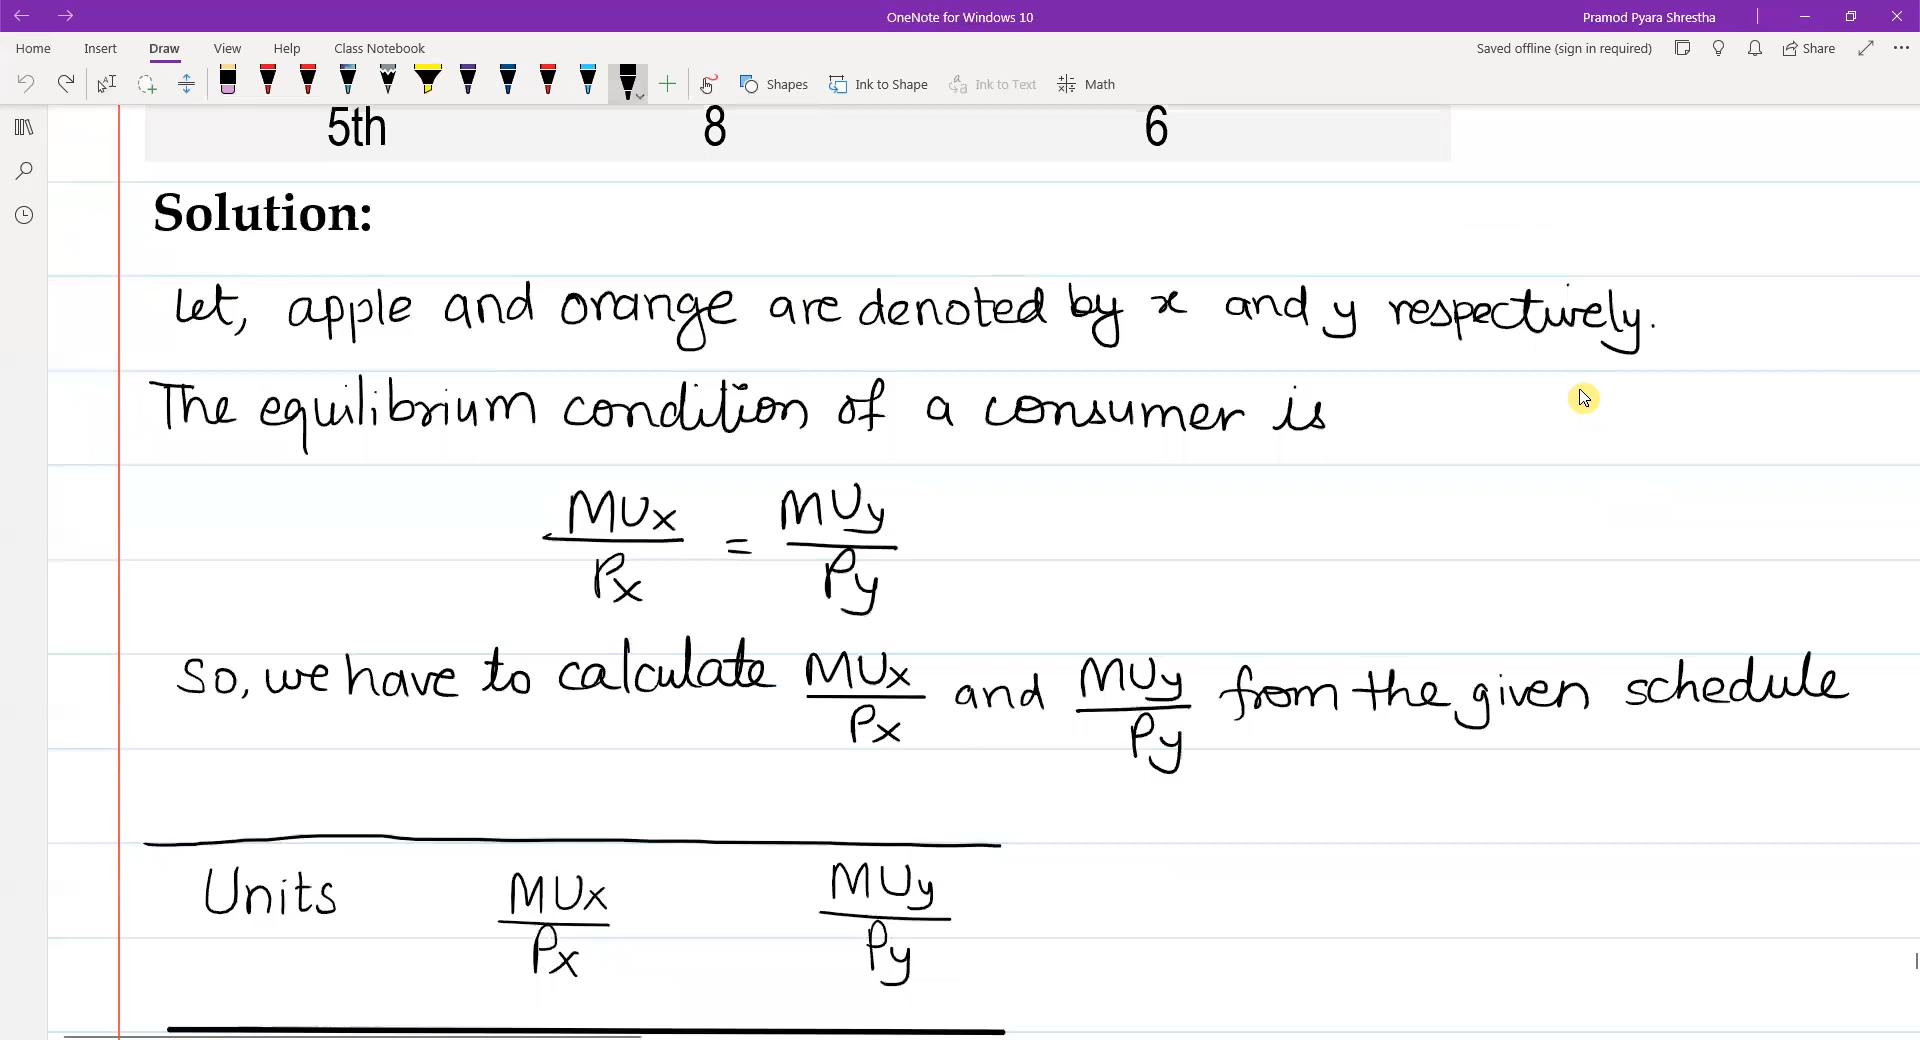 OneNote for Windows 10
Pramod Pyara Shrestha
Home Insert Draw View Help Class Notebook
Saved offline (sign in required) Share
Shapes Ink to Shape Ink to Text Math
5th 8 6
Solution:
Let, apple and orange are denoted by x and y respectively.
The equilibrium condition of a consumer is
MUx/Px = MUy/Py
So, we have to calculate MUx/Px and MUy/Py from the given schedule
Units MUx/Px MUy/Py